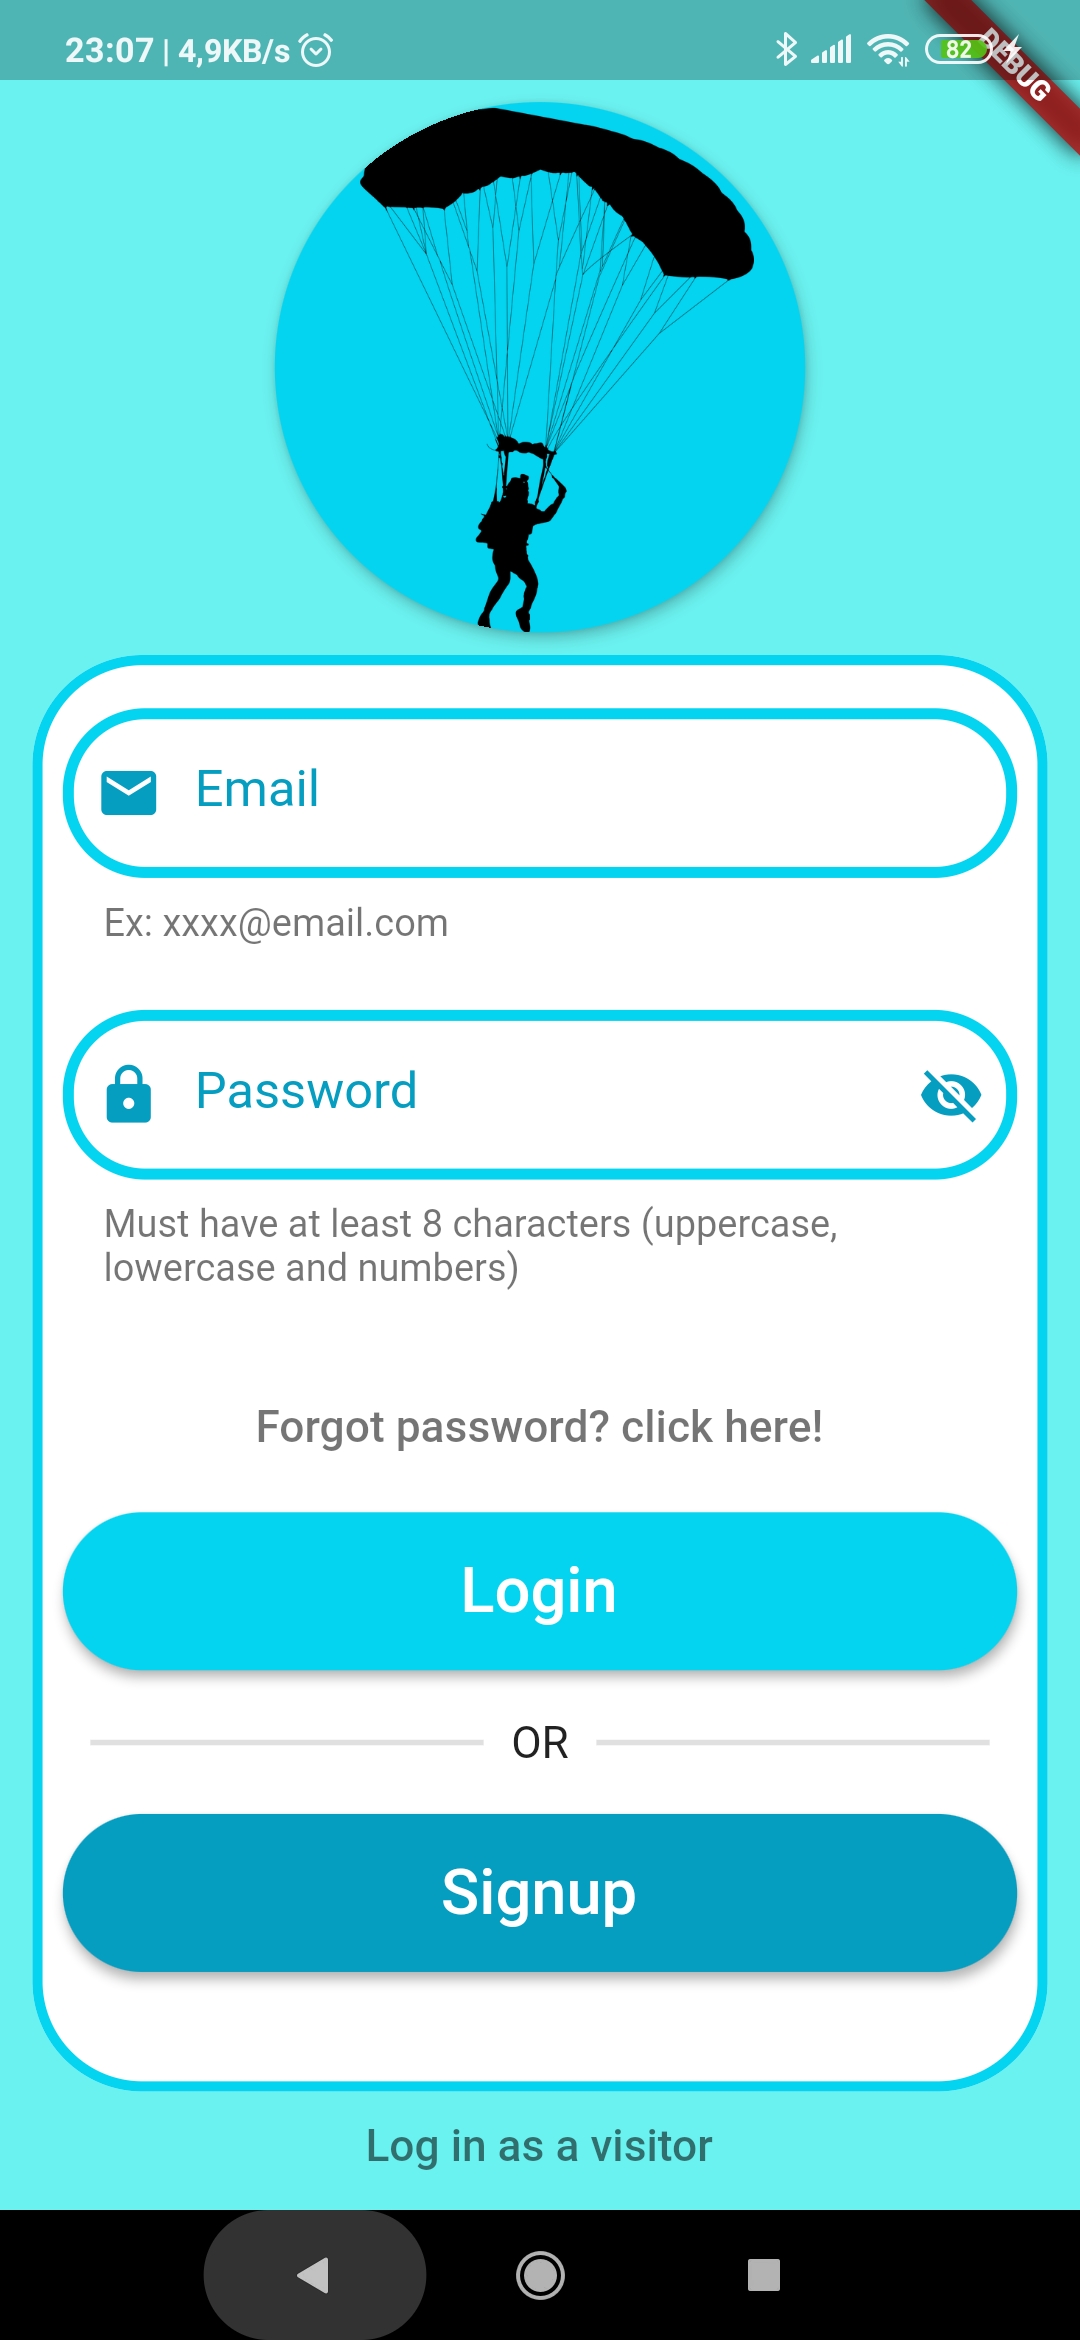 23:07 | 4,9KB/s
82
DEBUG
Email
Ex: xxxx@email.com
Password
Must have at least 8 characters (uppercase,
lowercase and numbers)
Forgot password? click here!
Login
OR
Signup
Log in as a visitor